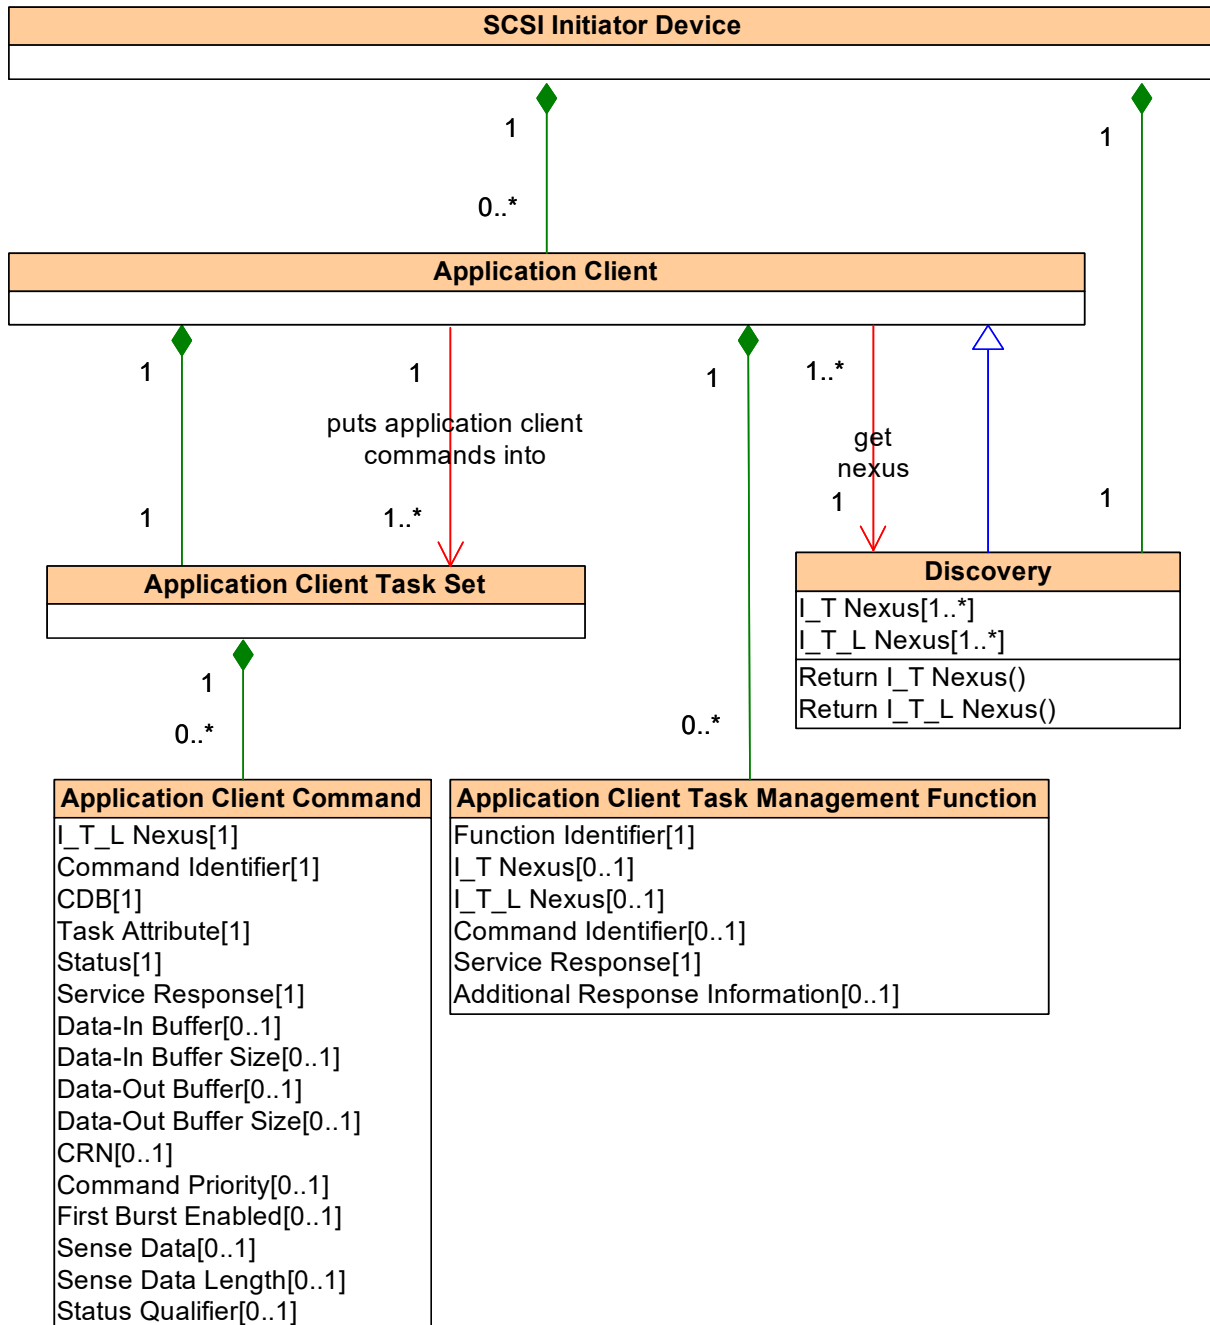 SCSI Initiator Device
1
1
0..*
Application Client
1
1
1
1..*
puts application client
commands into
get
nexus
1
1..*
1
1
Application Client Task Set
Discovery
I_T Nexus[1..*]
I_T_L Nexus[1..*]
Return I_T Nexus()
Return I_T_L Nexus()
1
0..*
0..*
Application Client Command
I_T_L Nexus[1]
Command Identifier[1]
CDB[1]
Task Attribute[1]
Status[1]
Service Response[1]
Data-In Buffer[0..1]
Data-In Buffer Size[0..1]
Data-Out Buffer[0..1]
Data-Out Buffer Size[0..1]
CRN[0..1]
Command Priority[0..1]
First Burst Enabled[0..1]
Sense Data[0..1]
Sense Data Length[0..1]
Status Qualifier[0..1]
Application Client Task Management Function
Function Identifier[1]
I_T Nexus[0..1]
I_T_L Nexus[0..1]
Command Identifier[0..1]
Service Response[1]
Additional Response Information[0..1]